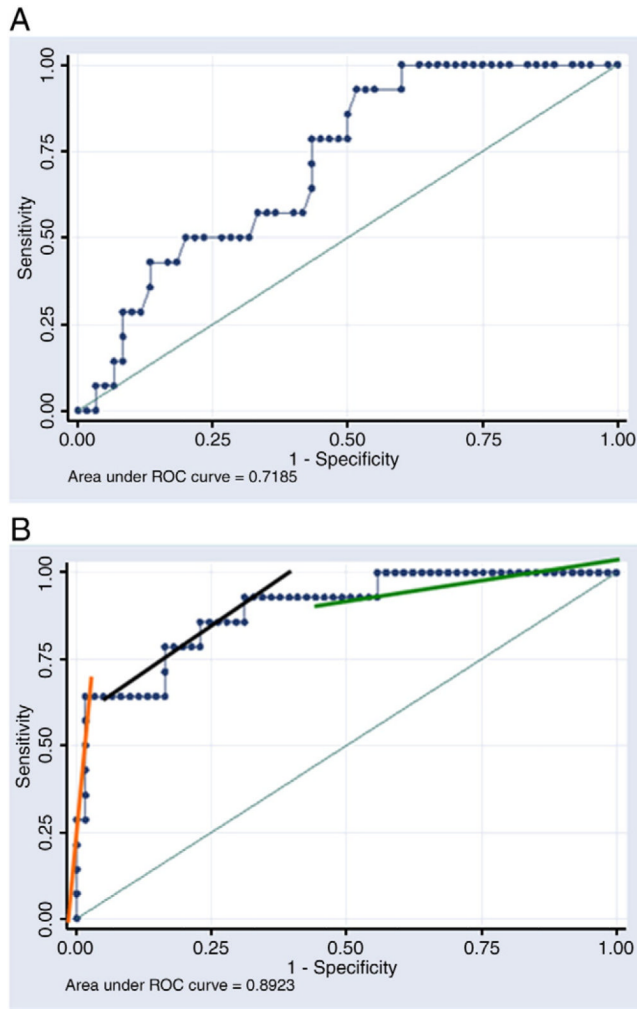 A
1.00
0.75
0.50
0.25
0.00
Sensitivity
0.00 0.25 0.50 0.75 1.00
1 - Specificity
Area under ROC curve = 0.7185
B
1.00
0.75
0.50
0.25
0.00
Sensitivity
0.00 0.25 0.50 0.75 1.00
1 - Specificity
Area under ROC curve = 0.8923